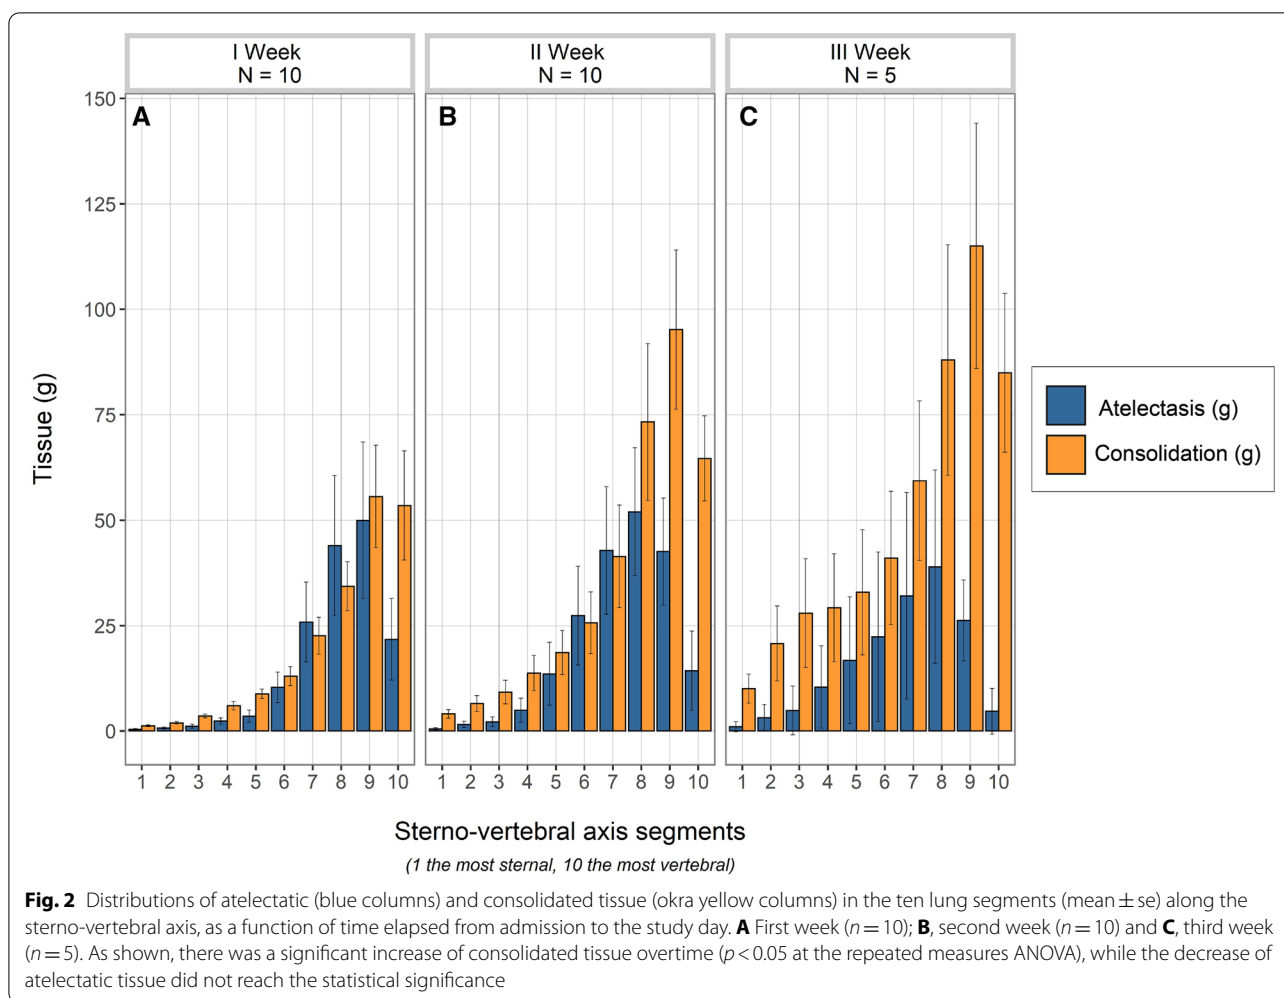 I Week
N = 10
II Week
N = 10
III Week
N = 5
A
B
C
150
125
100
75
50
25
0
Tissue (g)
1 2 3 4 5 6 7 8 9 10
1 2 3 4 5 6 7 8 9 10
1 2 3 4 5 6 7 8 9 10
Sterno-vertebral axis segments
(1 the most sternal, 10 the most vertebral)
Atelectasis (g)
Consolidation (g)
Fig. 2 Distributions of atelectatic (blue columns) and consolidated tissue (okra yellow columns) in the ten lung segments (mean ± se) along the
sterno-vertebral axis, as a function of time elapsed from admission to the study day. A First week (n = 10); B, second week (n = 10) and C, third week
(n = 5). As shown, there was a significant increase of consolidated tissue overtime (p < 0.05 at the repeated measures ANOVA), while the decrease of
atelectatic tissue did not reach the statistical significance